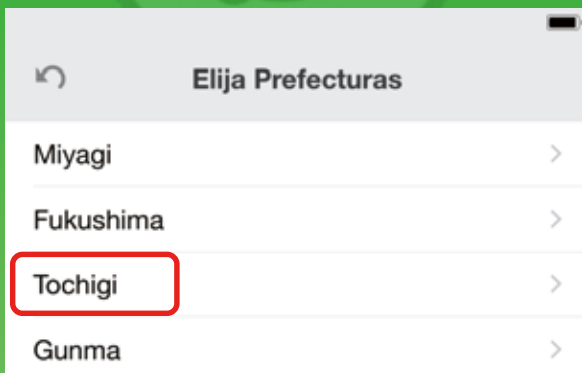 Elija Prefecturas
Miyagi
Fukushima
Tochigi
Gunma